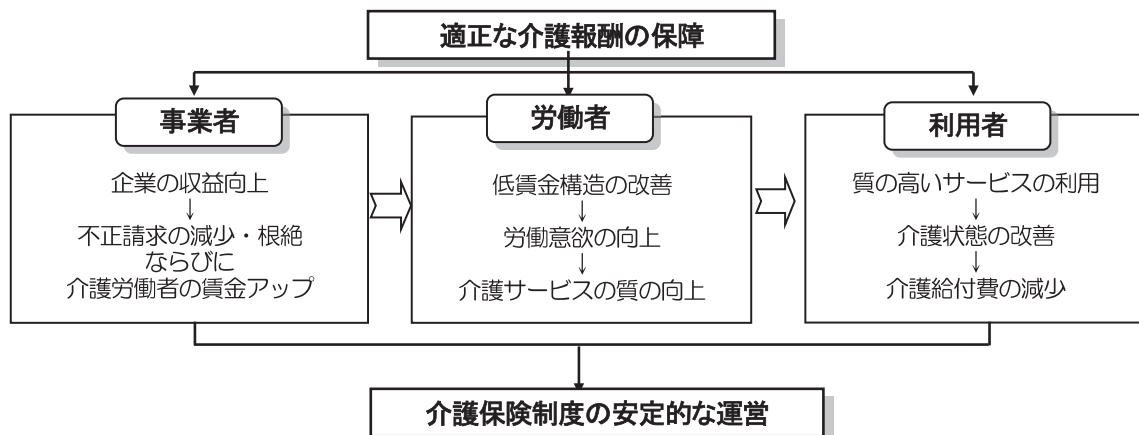 適正な介護報酬の保障
事業者
企業の収益向上
↓
不正請求の減少・根絶
ならびに
介護労働者の賃金アップ
労働者
低賃金構造の改善
↓
労働意欲の向上
↓
介護サービスの質の向上
利用者
質の高いサービスの利用
↓
介護状態の改善
↓
介護給付費の減少
介護保険制度の安定的な運営